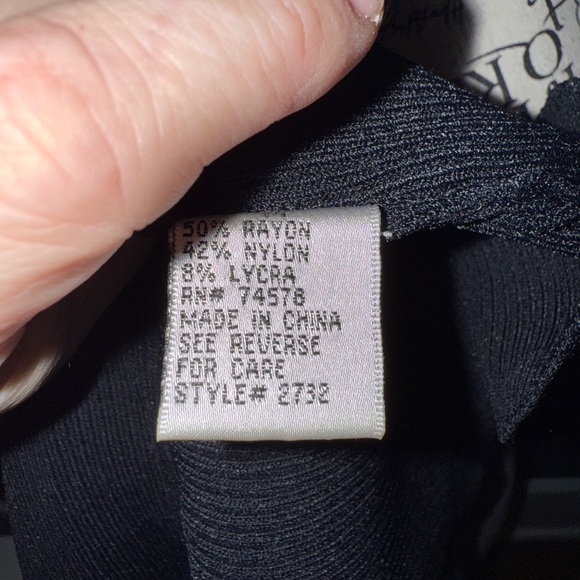 50% RAYON
42% NYLON
8% LYCRA
RN# 74578
MADE IN CHINA
SEE REVERSE
FOR CARE
STYLE# 2732